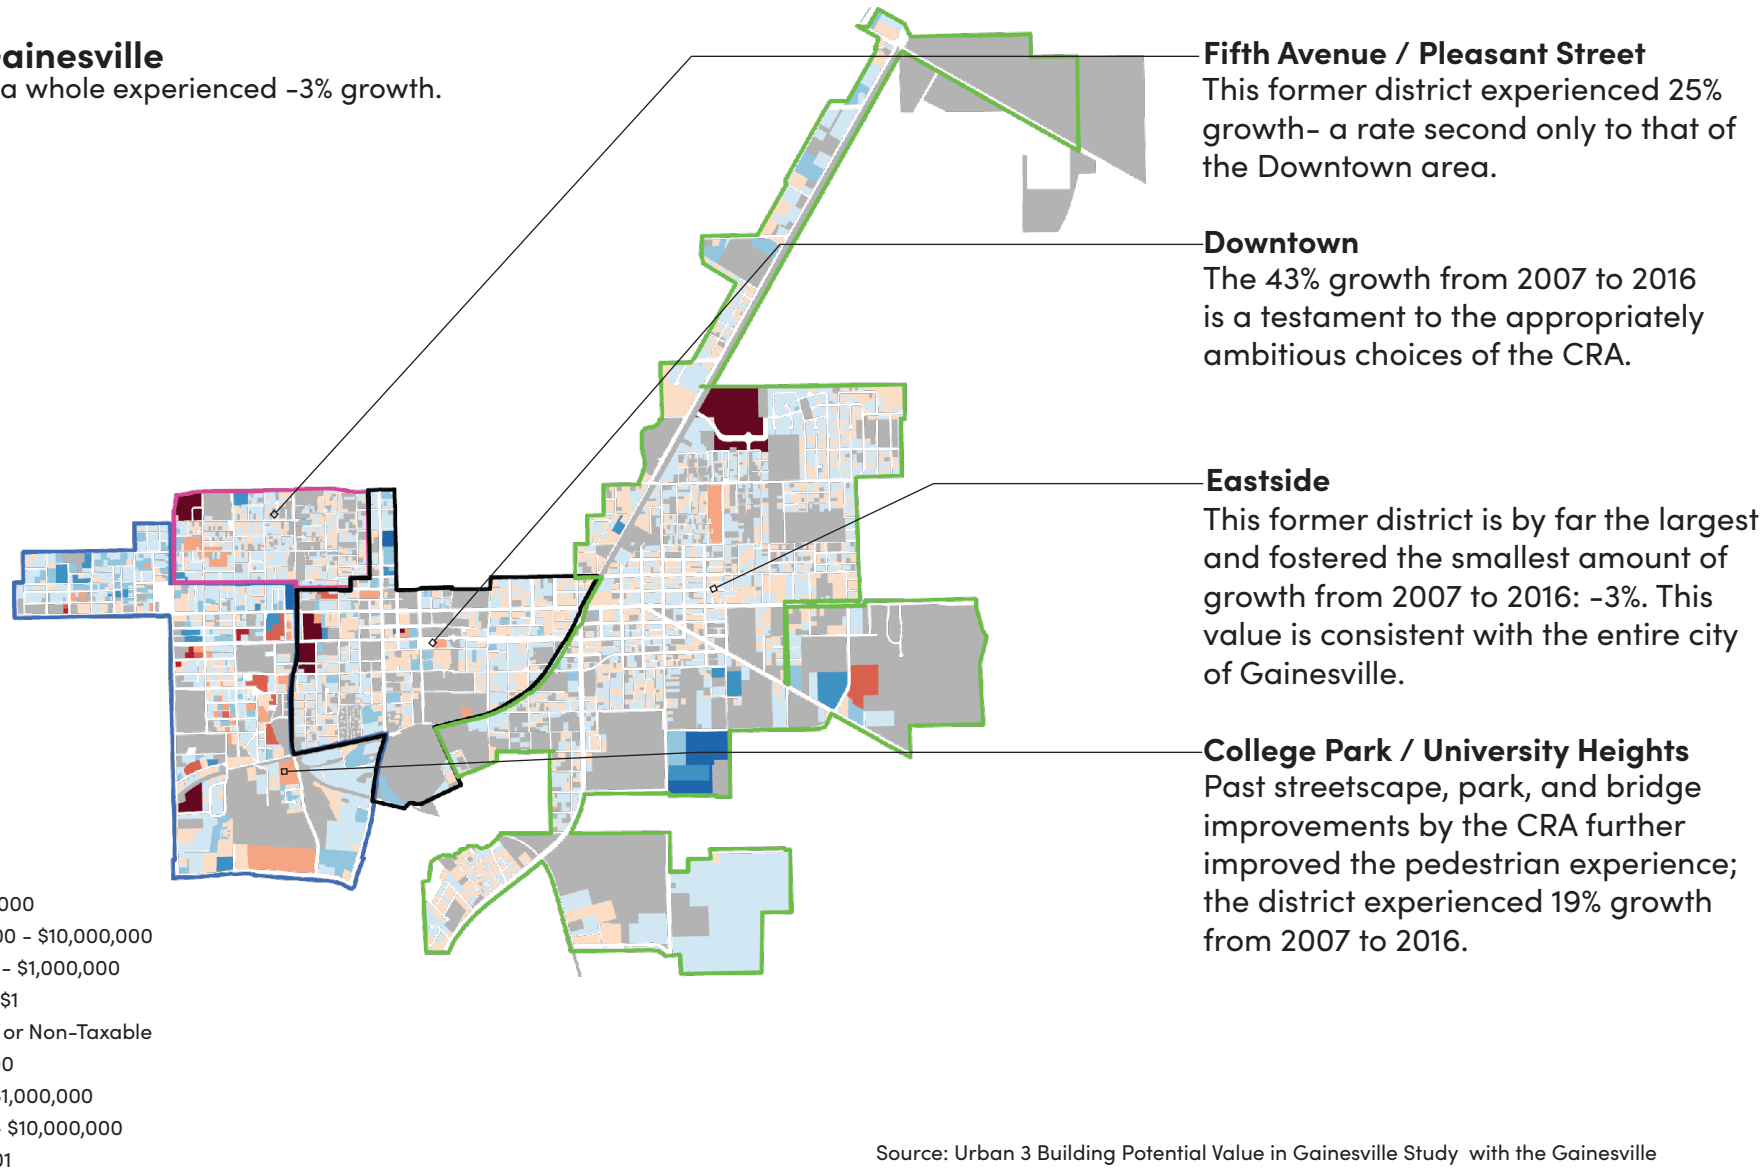 ainesville
a whole experienced -3% growth.
Fifth Avenue / Pleasant Street
This former district experienced 25%
growth- a rate second only to that of
the Downtown area.
Downtown
The 43% growth from 2007 to 2016
is a testament to the appropriately
ambitious choices of the CRA.
Eastside
This former district is by far the largest
and fostered the smallest amount of
growth from 2007 to 2016: -3%. This
value is consistent with the entire city
of Gainesville.
College Park / University Heights
Past streetscape, park, and bridge
improvements by the CRA further
improved the pedestrian experience;
the district experienced 19% growth
from 2007 to 2016.
000
00 - $10,000,000
- $1,000,000
$1
or Non-Taxable
00
$1,000,000
- $10,000,000
01
Source: Urban 3 Building Potential Value in Gainesville Study with the Gainesville